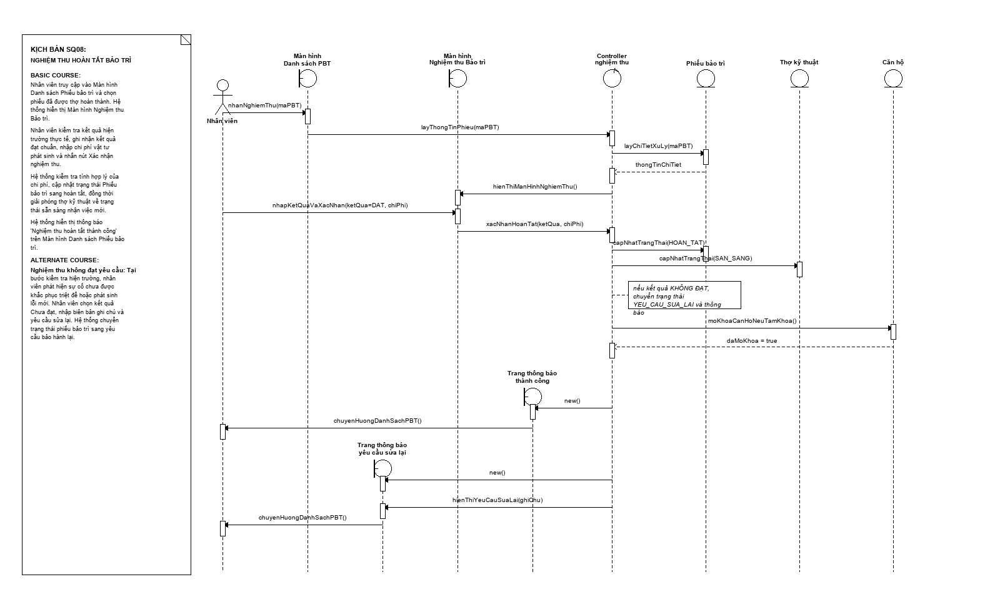 KỊCH BẢN SQ08:
NGHIỆM THU HOÀN TẤT BẢO TRÌ
BASIC COURSE:
Nhân viên truy cập vào Màn hình
Danh sách Phiếu bảo trì và chọn
phiếu đã được thợ hoàn thành. Hệ
thống hiển thị Màn hình Nghiệm thu
Bảo trì.
Nhân viên kiểm tra kết quả hiện
trường thực tế, ghi nhận kết quả
đạt chuẩn, nhập chi phí vật tư
phát sinh và nhấn nút Xác nhận
nghiệm thu.
Hệ thống kiểm tra tính hợp lý của
chi phí, cập nhật trạng thái Phiếu
bảo trì sang hoàn tất, đồng thời
giải phóng thợ kỹ thuật về trạng
thái sẵn sàng nhận việc mới.
Hệ thống hiển thị thông báo
'Nghiệm thu hoàn tất thành công'
trên Màn hình Danh sách Phiếu bảo
trì.
ALTERNATE COURSE:
Nghiệm thu không đạt yêu cầu: Tại
bước kiểm tra hiện trường, nhân
viên phát hiện sự cố chưa được
khắc phục triệt để hoặc phát sinh
lỗi mới. Nhân viên chọn kết quả
Chưa đạt, nhập biên bản ghi chú và
yêu cầu sửa lại. Hệ thống chuyển
trạng thái phiếu bảo trì sang yêu
cầu bảo hành lại.
Nhân viên
Màn hình
Danh sách PBT
Màn hình
Nghiệm thu Bảo trì
Controller
nghiệm thu
Phiếu bảo trì
Thợ kỹ thuật
Căn hộ
nhanNghiemThu(maPBT)
layThongTinPhieu(maPBT)
layChiTietXuLy(maPBT)
thongTinChiTiet
hienThiManHinhNghiemThu()
nhapKetQuaVaXacNhan(ketQua=DAT, chiPhi)
xacNhanHoanTat(ketQua, chiPhi)
capNhatTrangThai(HOAN_TAT)
capNhatTrangThai(SAN_SANG)
nếu kết quả KHÔNG ĐẠT,
chuyển trạng thái
YEU_CAU_SUA_LAI và thông
báo
moKhoaCanHoNeuTamKhoa()
daMoKhoa = true
Trang thông báo
thành công
new()
chuyenHuongDanhSachPBT()
Trang thông báo
yêu cầu sửa lại
new()
hienThiYeuCauSuaLai(ghiChu)
chuyenHuongDanhSachPBT()